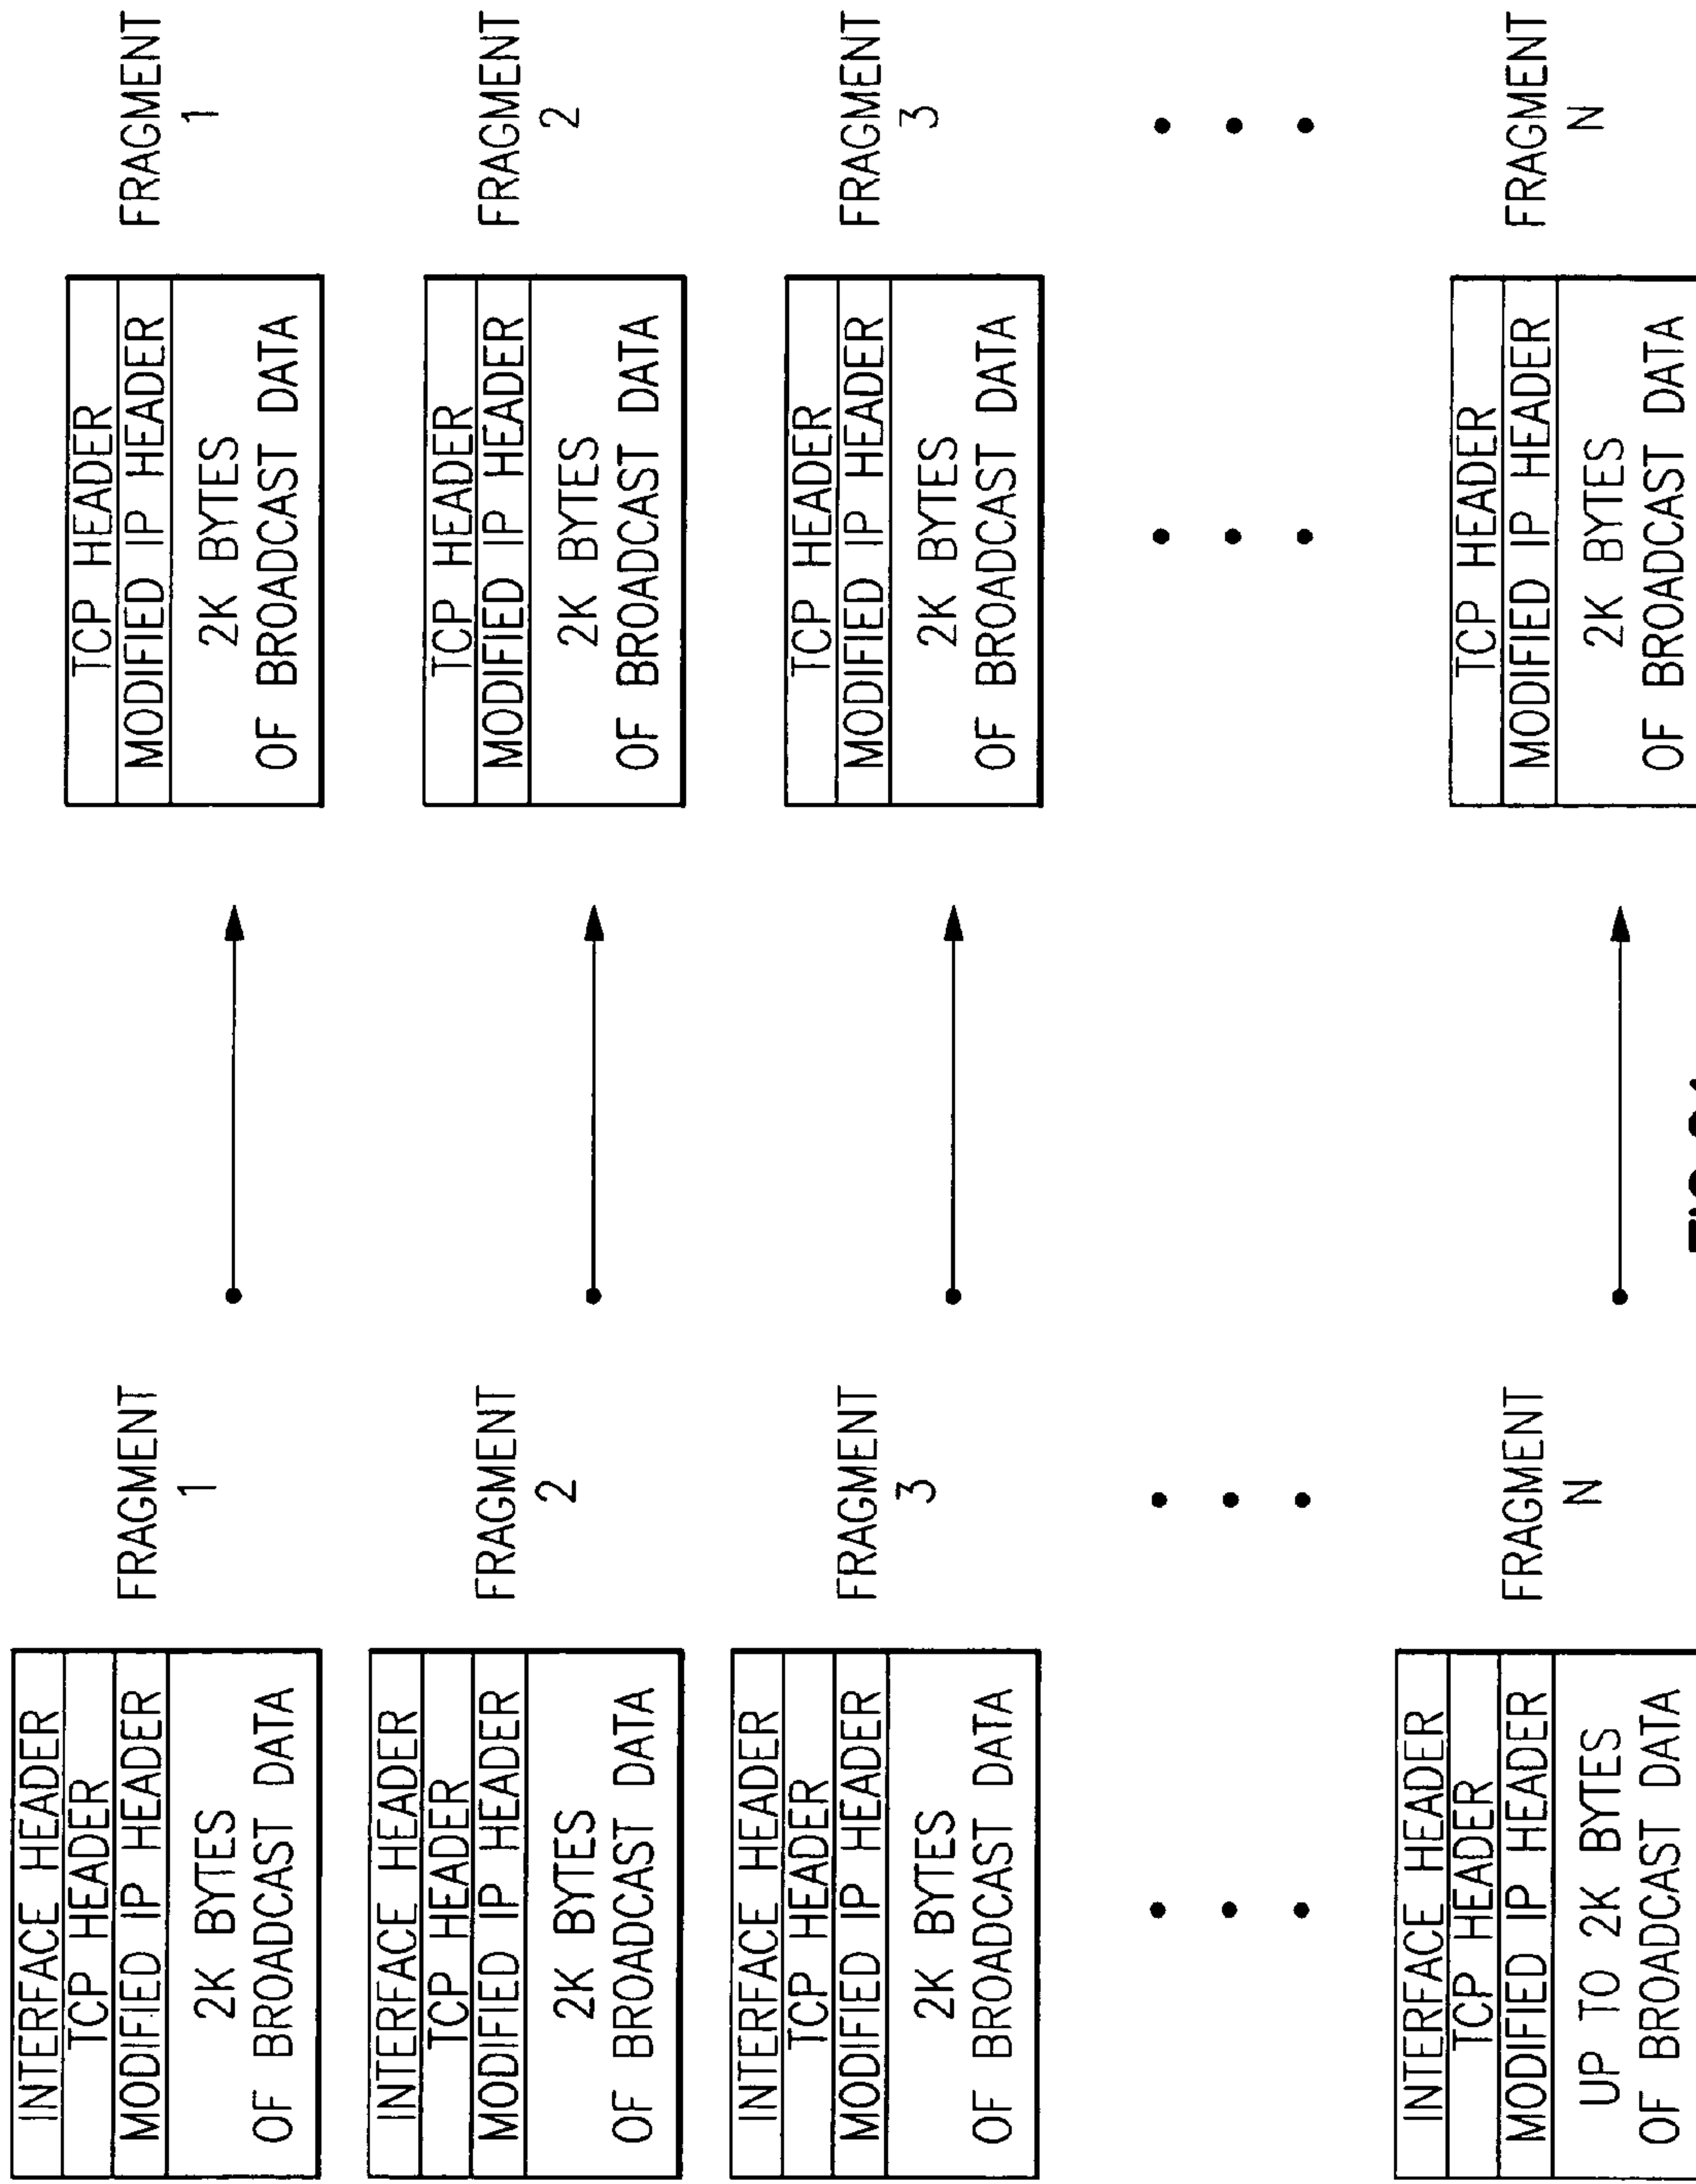 INTERFACE HEADER
TCP HEADER
MODIFIED IP HEADER
2K BYTES
OF BROADCAST DATA
FRAGMENT
1
TCP HEADER
MODIFIED IP HEADER
2K BYTES
OF BROADCAST DATA
FRAGMENT
1
INTERFACE HEADER
TCP HEADER
MODIFIED IP HEADER
2K BYTES
OF BROADCAST DATA
FRAGMENT
2
TCP HEADER
MODIFIED IP HEADER
2K BYTES
OF BROADCAST DATA
FRAGMENT
2
INTERFACE HEADER
TCP HEADER
MODIFIED IP HEADER
2K BYTES
OF BROADCAST DATA
FRAGMENT
3
TCP HEADER
MODIFIED IP HEADER
2K BYTES
OF BROADCAST DATA
FRAGMENT
3
INTERFACE HEADER
TCP HEADER
MODIFIED IP HEADER
UP TO 2K BYTES
OF BROADCAST DATA
FRAGMENT
N
TCP HEADER
MODIFIED IP HEADER
2K BYTES
OF BROADCAST DATA
FRAGMENT
N